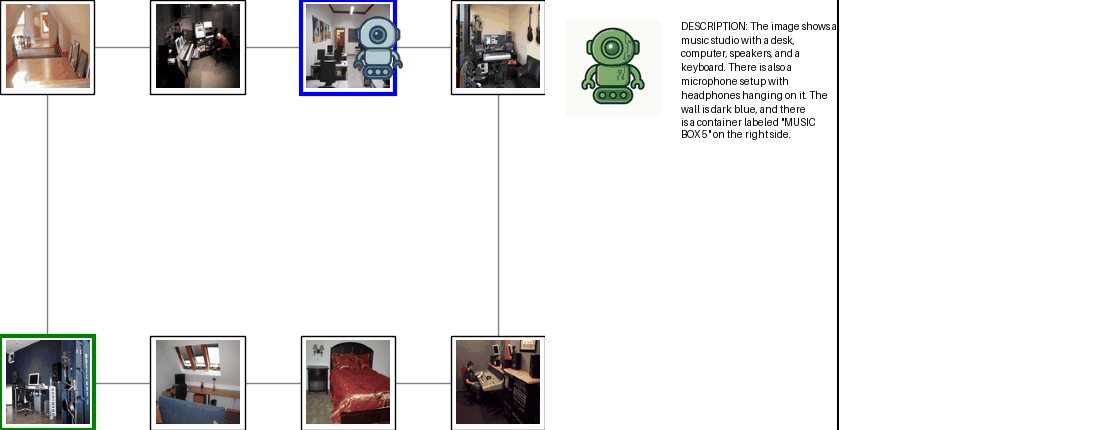 DESCRIPTION: The image shows a
music studio with a desk,
computer, speakers, and a
keyboard. There is also a
microphone setup with
headphones hanging on it. The
wall is dark blue, and there
is a container labeled "MUSIC
BOX 5" on the right side.